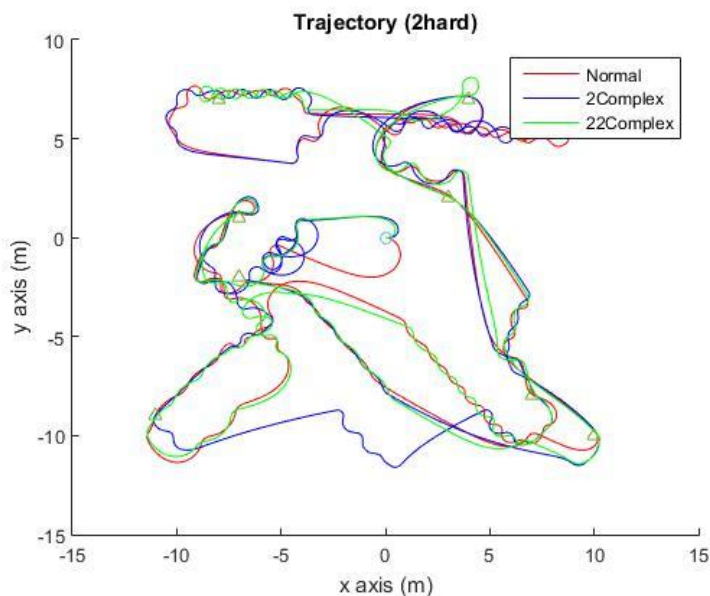 Trajectory (2hard)
10
5
0
-5
-10
-15
y axis (m)
Normal
2Complex
22Complex
-15
-10
-5
0
5
10
15
x axis (m)